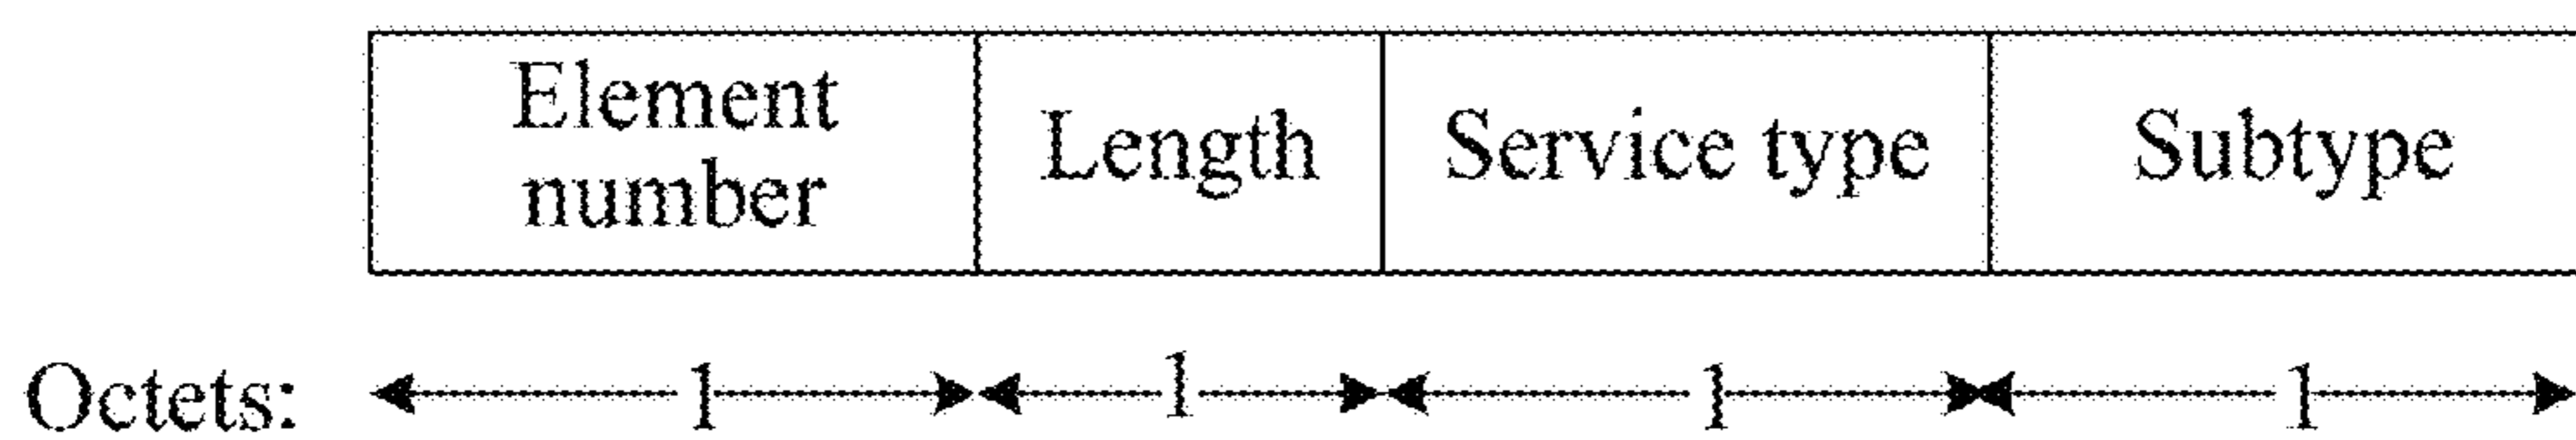 Element
number
Length
Service type
Subtype
Octets: 1 1 1 1